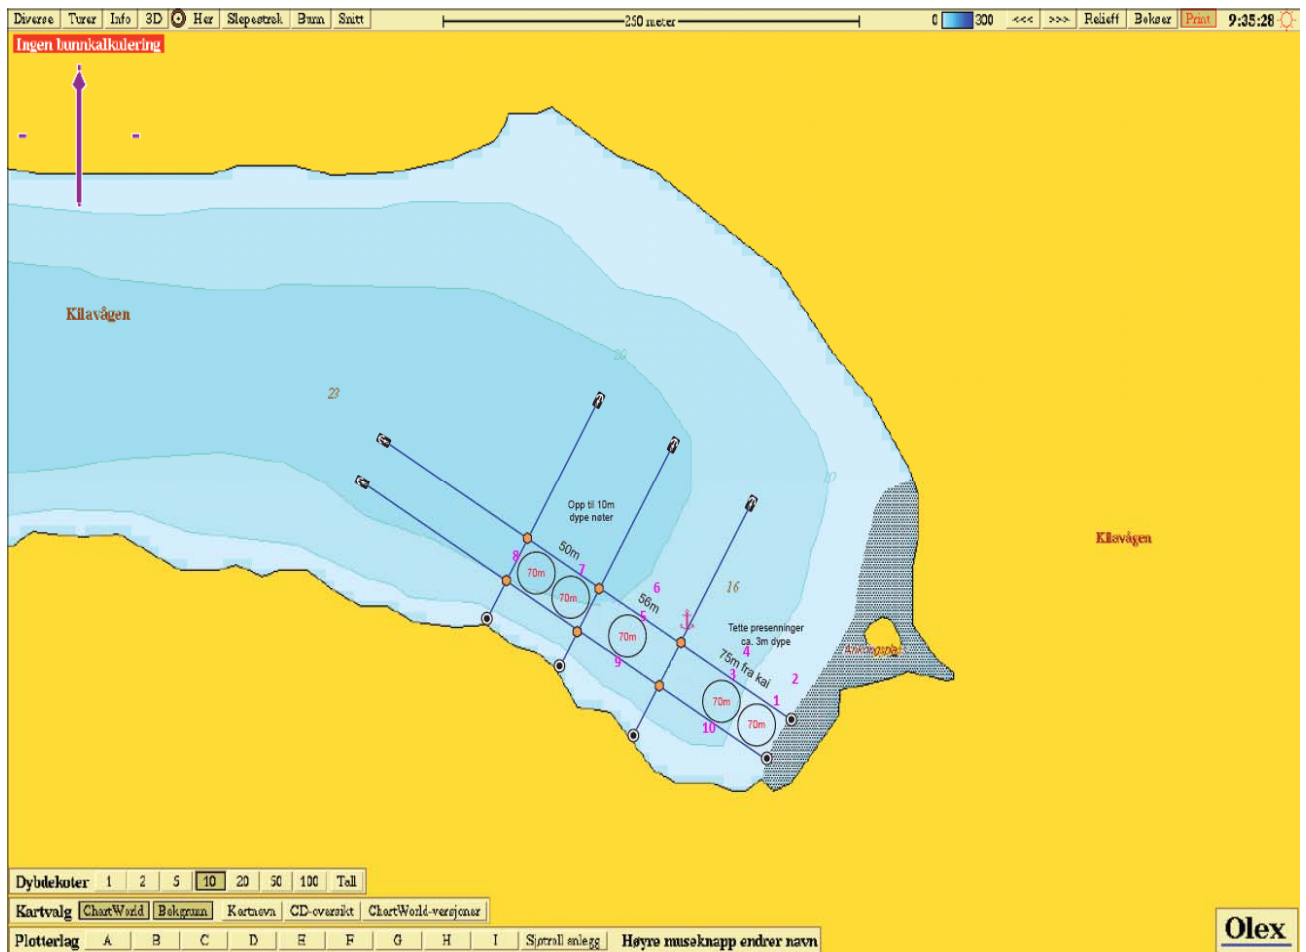 Diverse Turer Info 3D Her Slepestrek Bunn Snitt 250 meter 0 300 <<< >>> Relieff Bokser Print 9:35:28
Ingen bunnkalkulering
Kilavågen
20
23
10
Opp til 10m
dype nøter
Kilavågen
50m
8
7
70m
6
16
70m
56m
5
Tette presenninger
70m
ca. 3m dype
4
9
75m fra kai
2
3
1
70m
10
70m
Dybdekoter 1 2 5 10 20 50 100 Tall
Kartvalg ChartWorld Bakgrunn Kartnavn CD-oversikt ChartWorld-versjoner
Plotterlag A B C D E F G H I Sjøtroll anlegg Høyre museknapp endrer navn
Olex